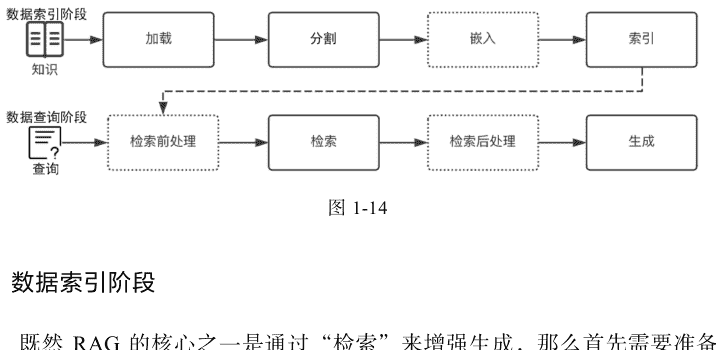 数据索引阶段
知识
加载
分割
嵌入
索引
数据查询阶段
查询
检索前处理
检索
检索后处理
生成
图 1-14
数据索引阶段
既然 RAG 的核心之一是通过“检索”来增强生成，那么首先需要准备